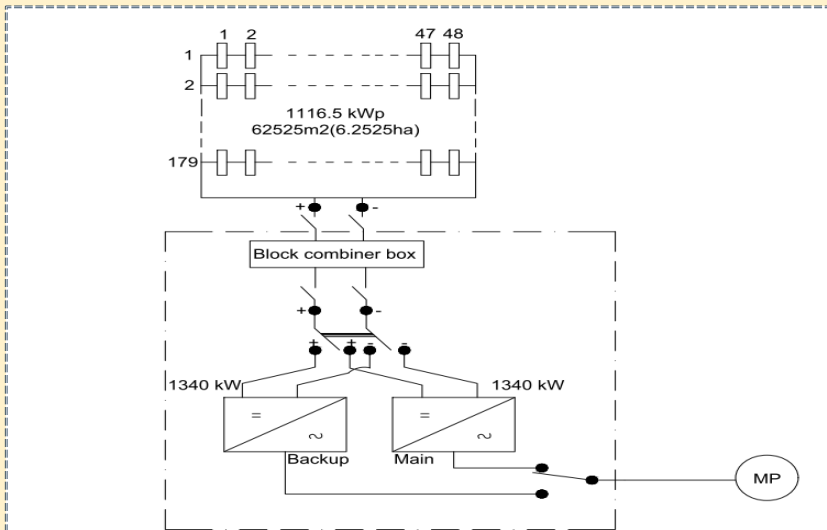 1 2 47 48
1
2
1116.5 kWp
62525m2(6.2525ha)
179
+ -
Block combiner box
+ -
+ + - -
1340 kW 1340 kW
= =
~ ~
Backup Main
MP